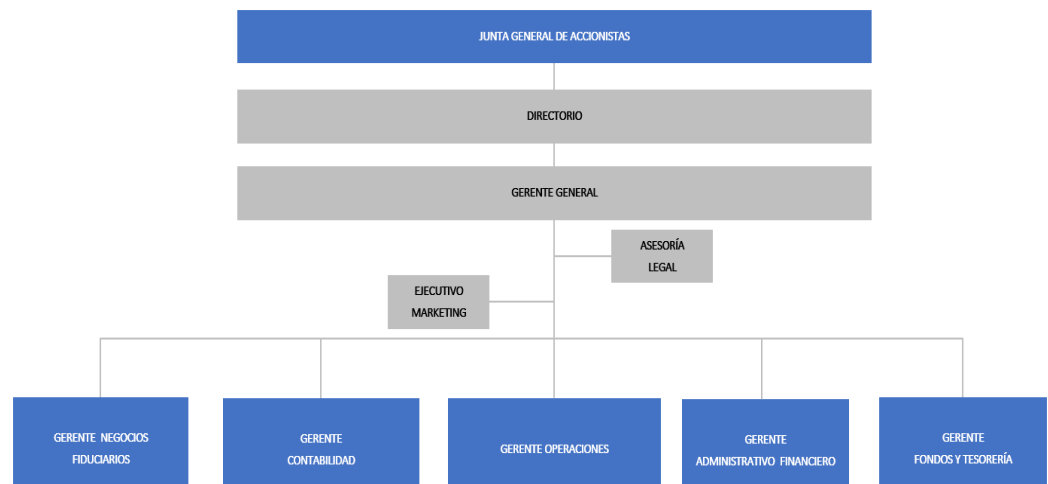 JUNTA GENERAL DE ACCIONISTAS
DIRECTORIO
GERENTE GENERAL
ASESORÍA
LEGAL
EJECUTIVO
MARKETING
GERENTE NEGOCIOS
FIDUCIARIOS
GERENTE
CONTABILIDAD
GERENTE OPERACIONES
GERENTE
ADMINISTRATIVO FINANCIERO
GERENTE
FONDOS Y TESORERÍA